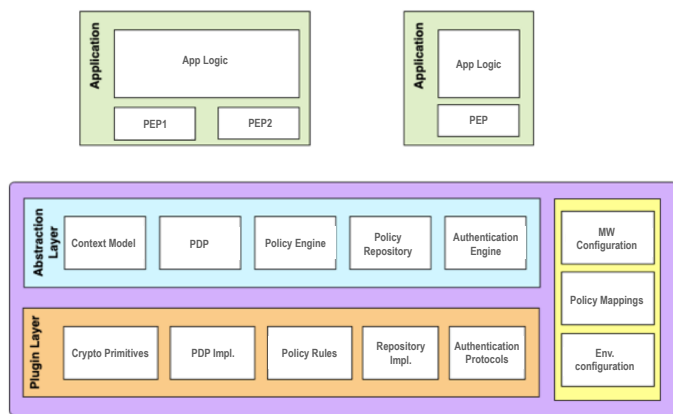 Application
App Logic
PEP1
PEP2
Application
App Logic
PEP
Abstraction
Layer
Context Model
PDP
Policy Engine
Policy
Repository
Authentication
Engine
MW
Configuration
Policy Mappings
Env.
configuration
Plugin Layer
Crypto Primitives
PDP Impl.
Policy Rules
Repository
Impl.
Authentication
Protocols